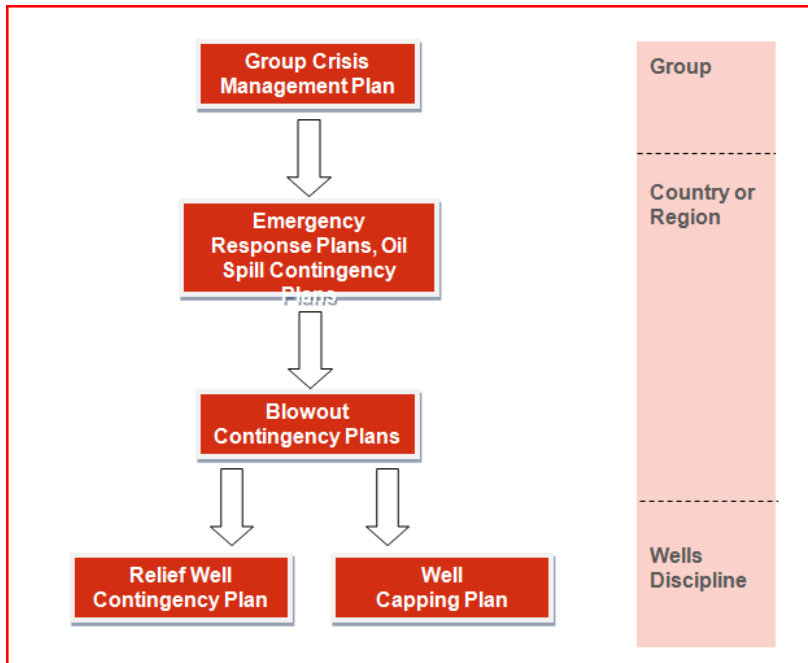 Group Crisis
Management Plan
Group
Emergency
Response Plans, Oil
Spill Contingency
Plans
Country or
Region
Blowout
Contingency Plans
Relief Well
Contingency Plan
Well
Capping Plan
Wells
Discipline